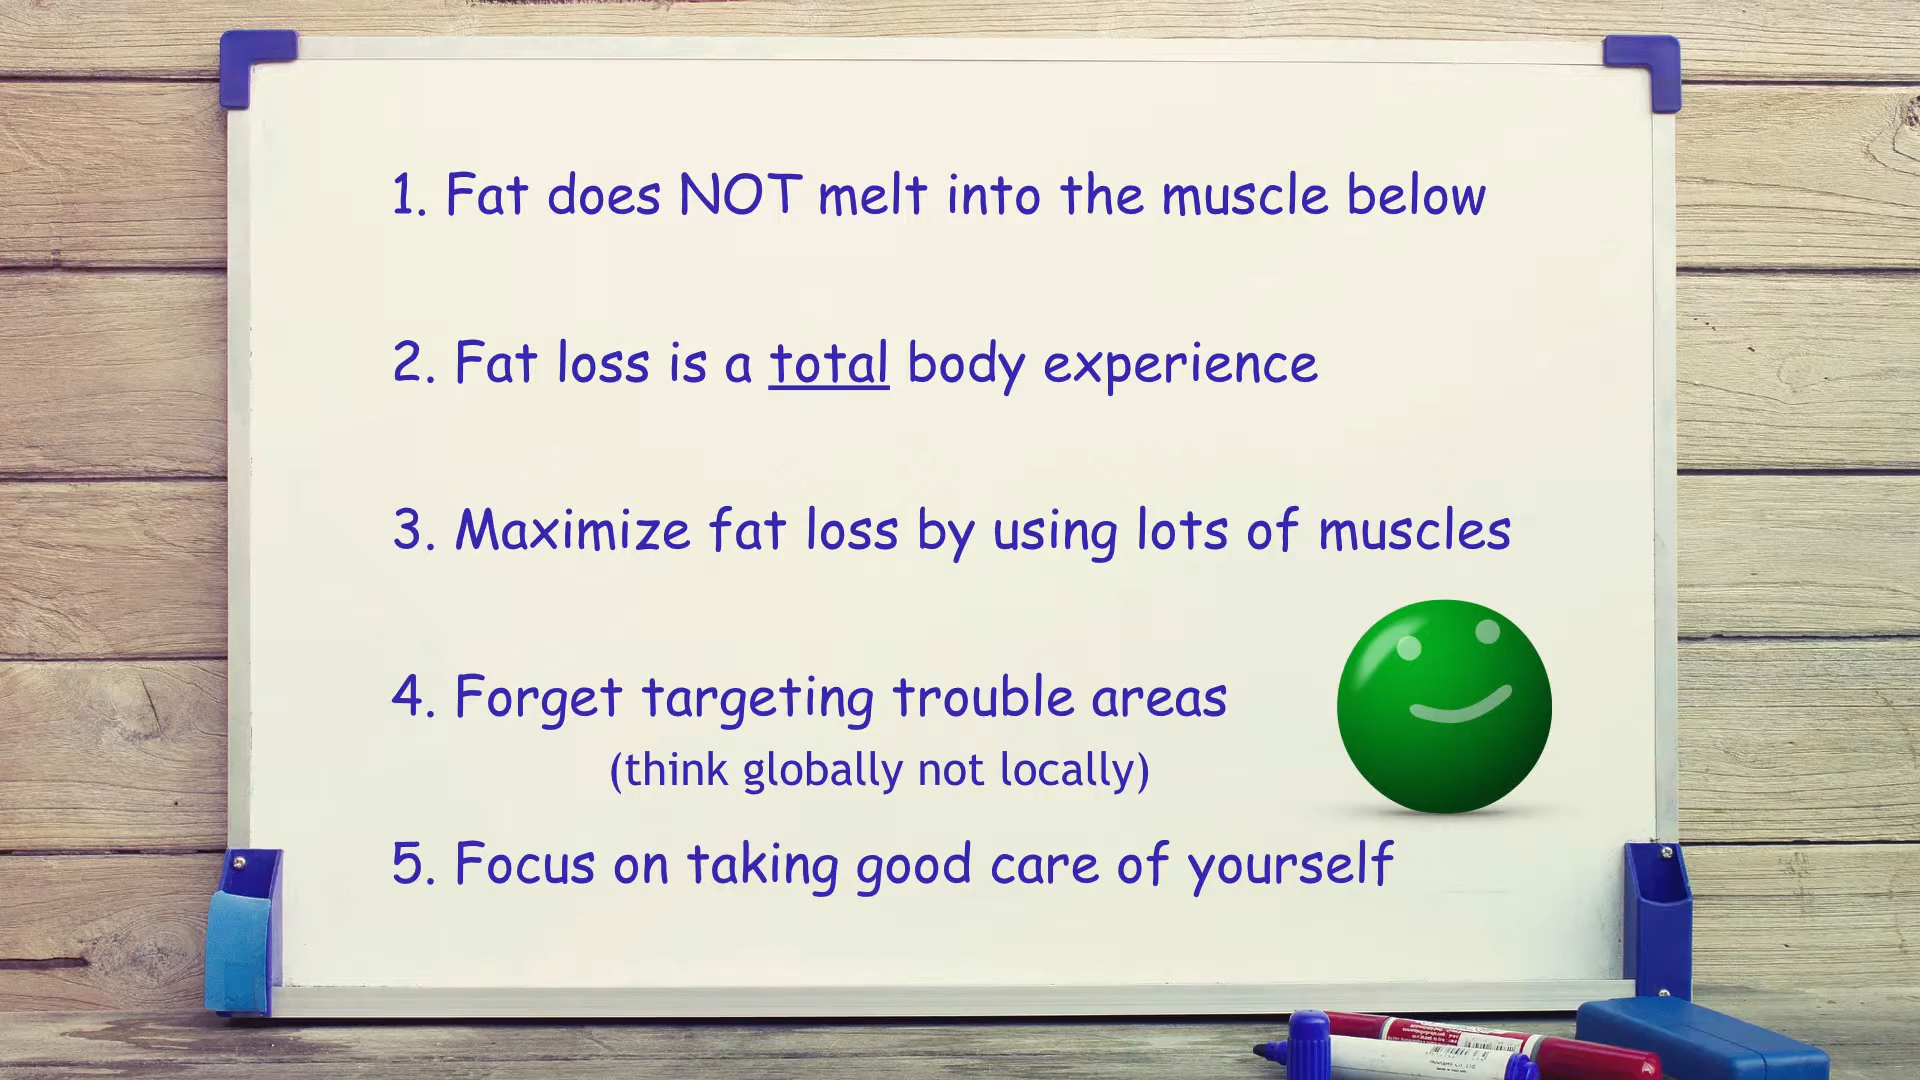 1. Fat does NOT melt into the muscle below
2. Fat loss is a total body experience
3. Maximize fat loss by using lots of muscles
4. Forget targeting trouble areas
(think globally not locally)
5. Focus on taking good care of yourself